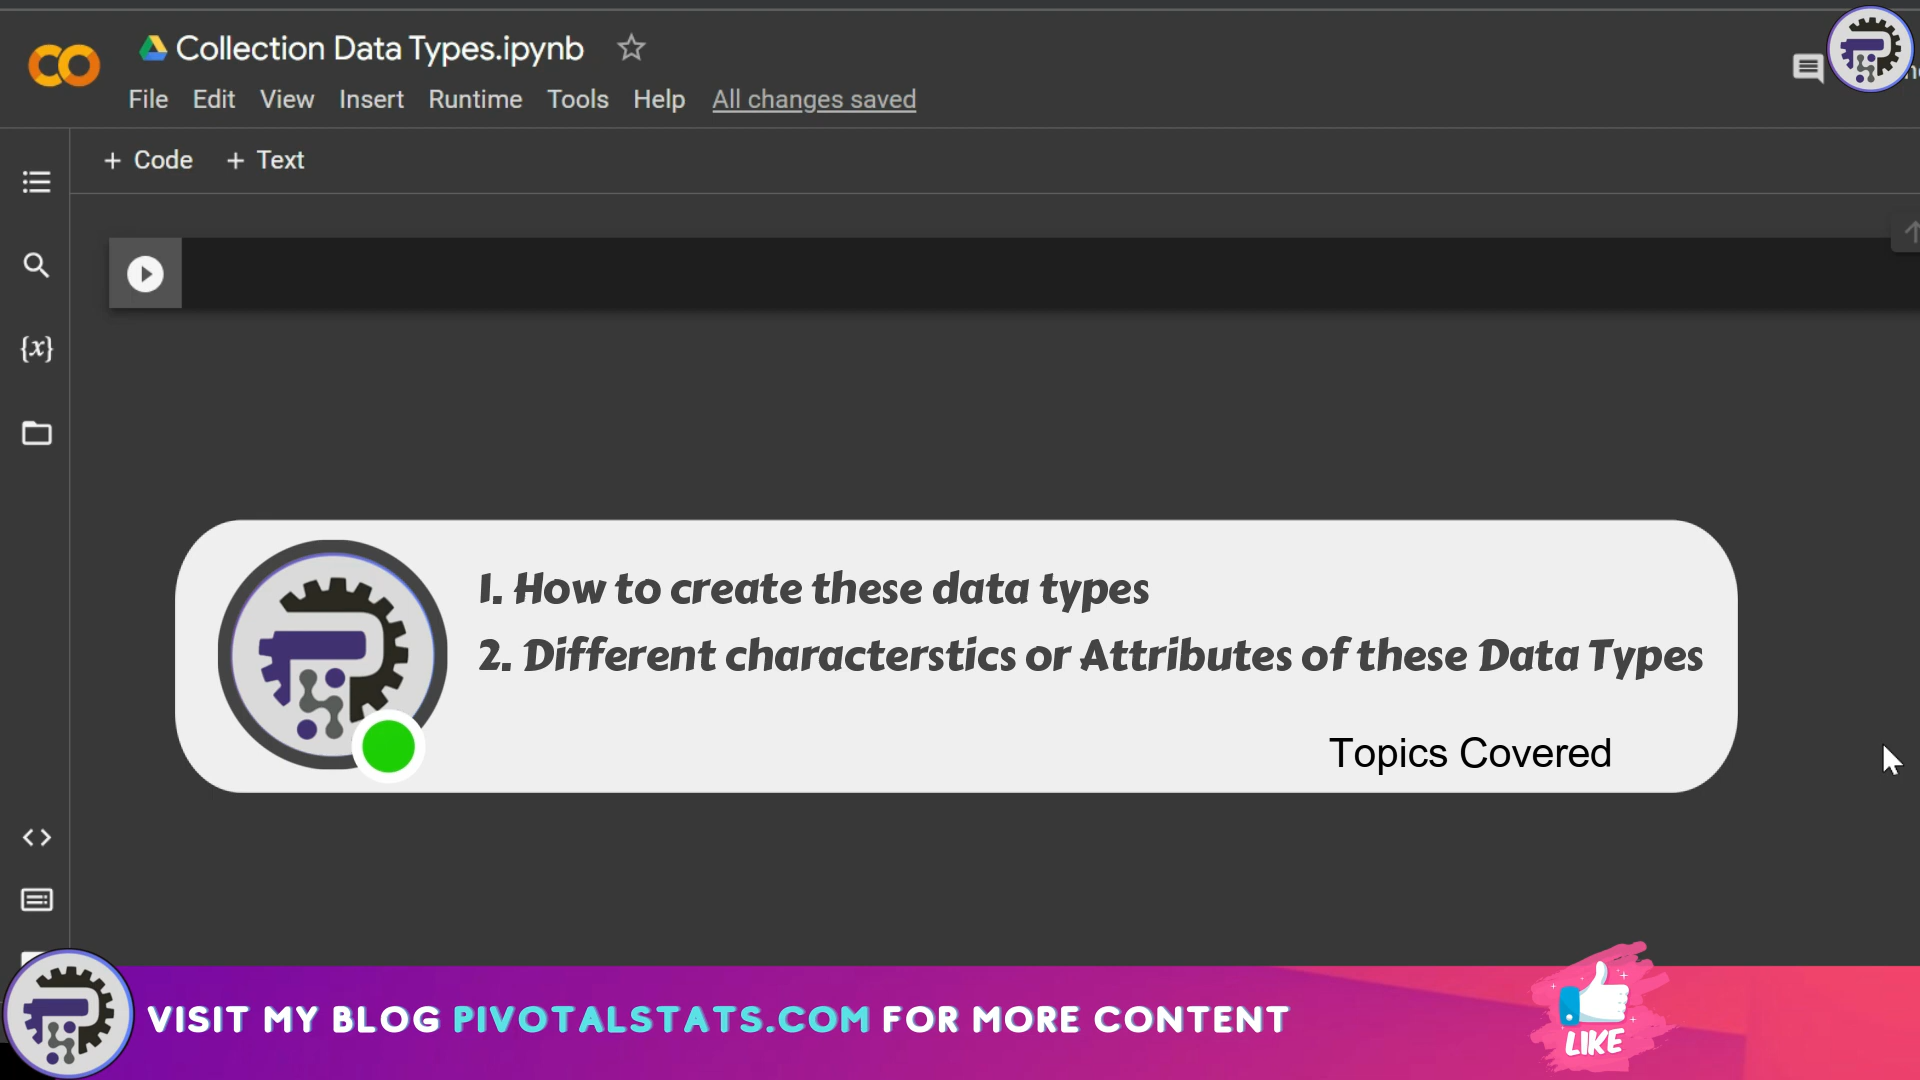 Collection Data Types.ipynb
File Edit View Insert Runtime Tools Help All changes saved
+ Code + Text
{x}
1. How to create these data types
2. Different characterstics or Attributes of these Data Types
Topics Covered
VISIT MY BLOG PIVOTALSTATS.COM FOR MORE CONTENT
LIKE